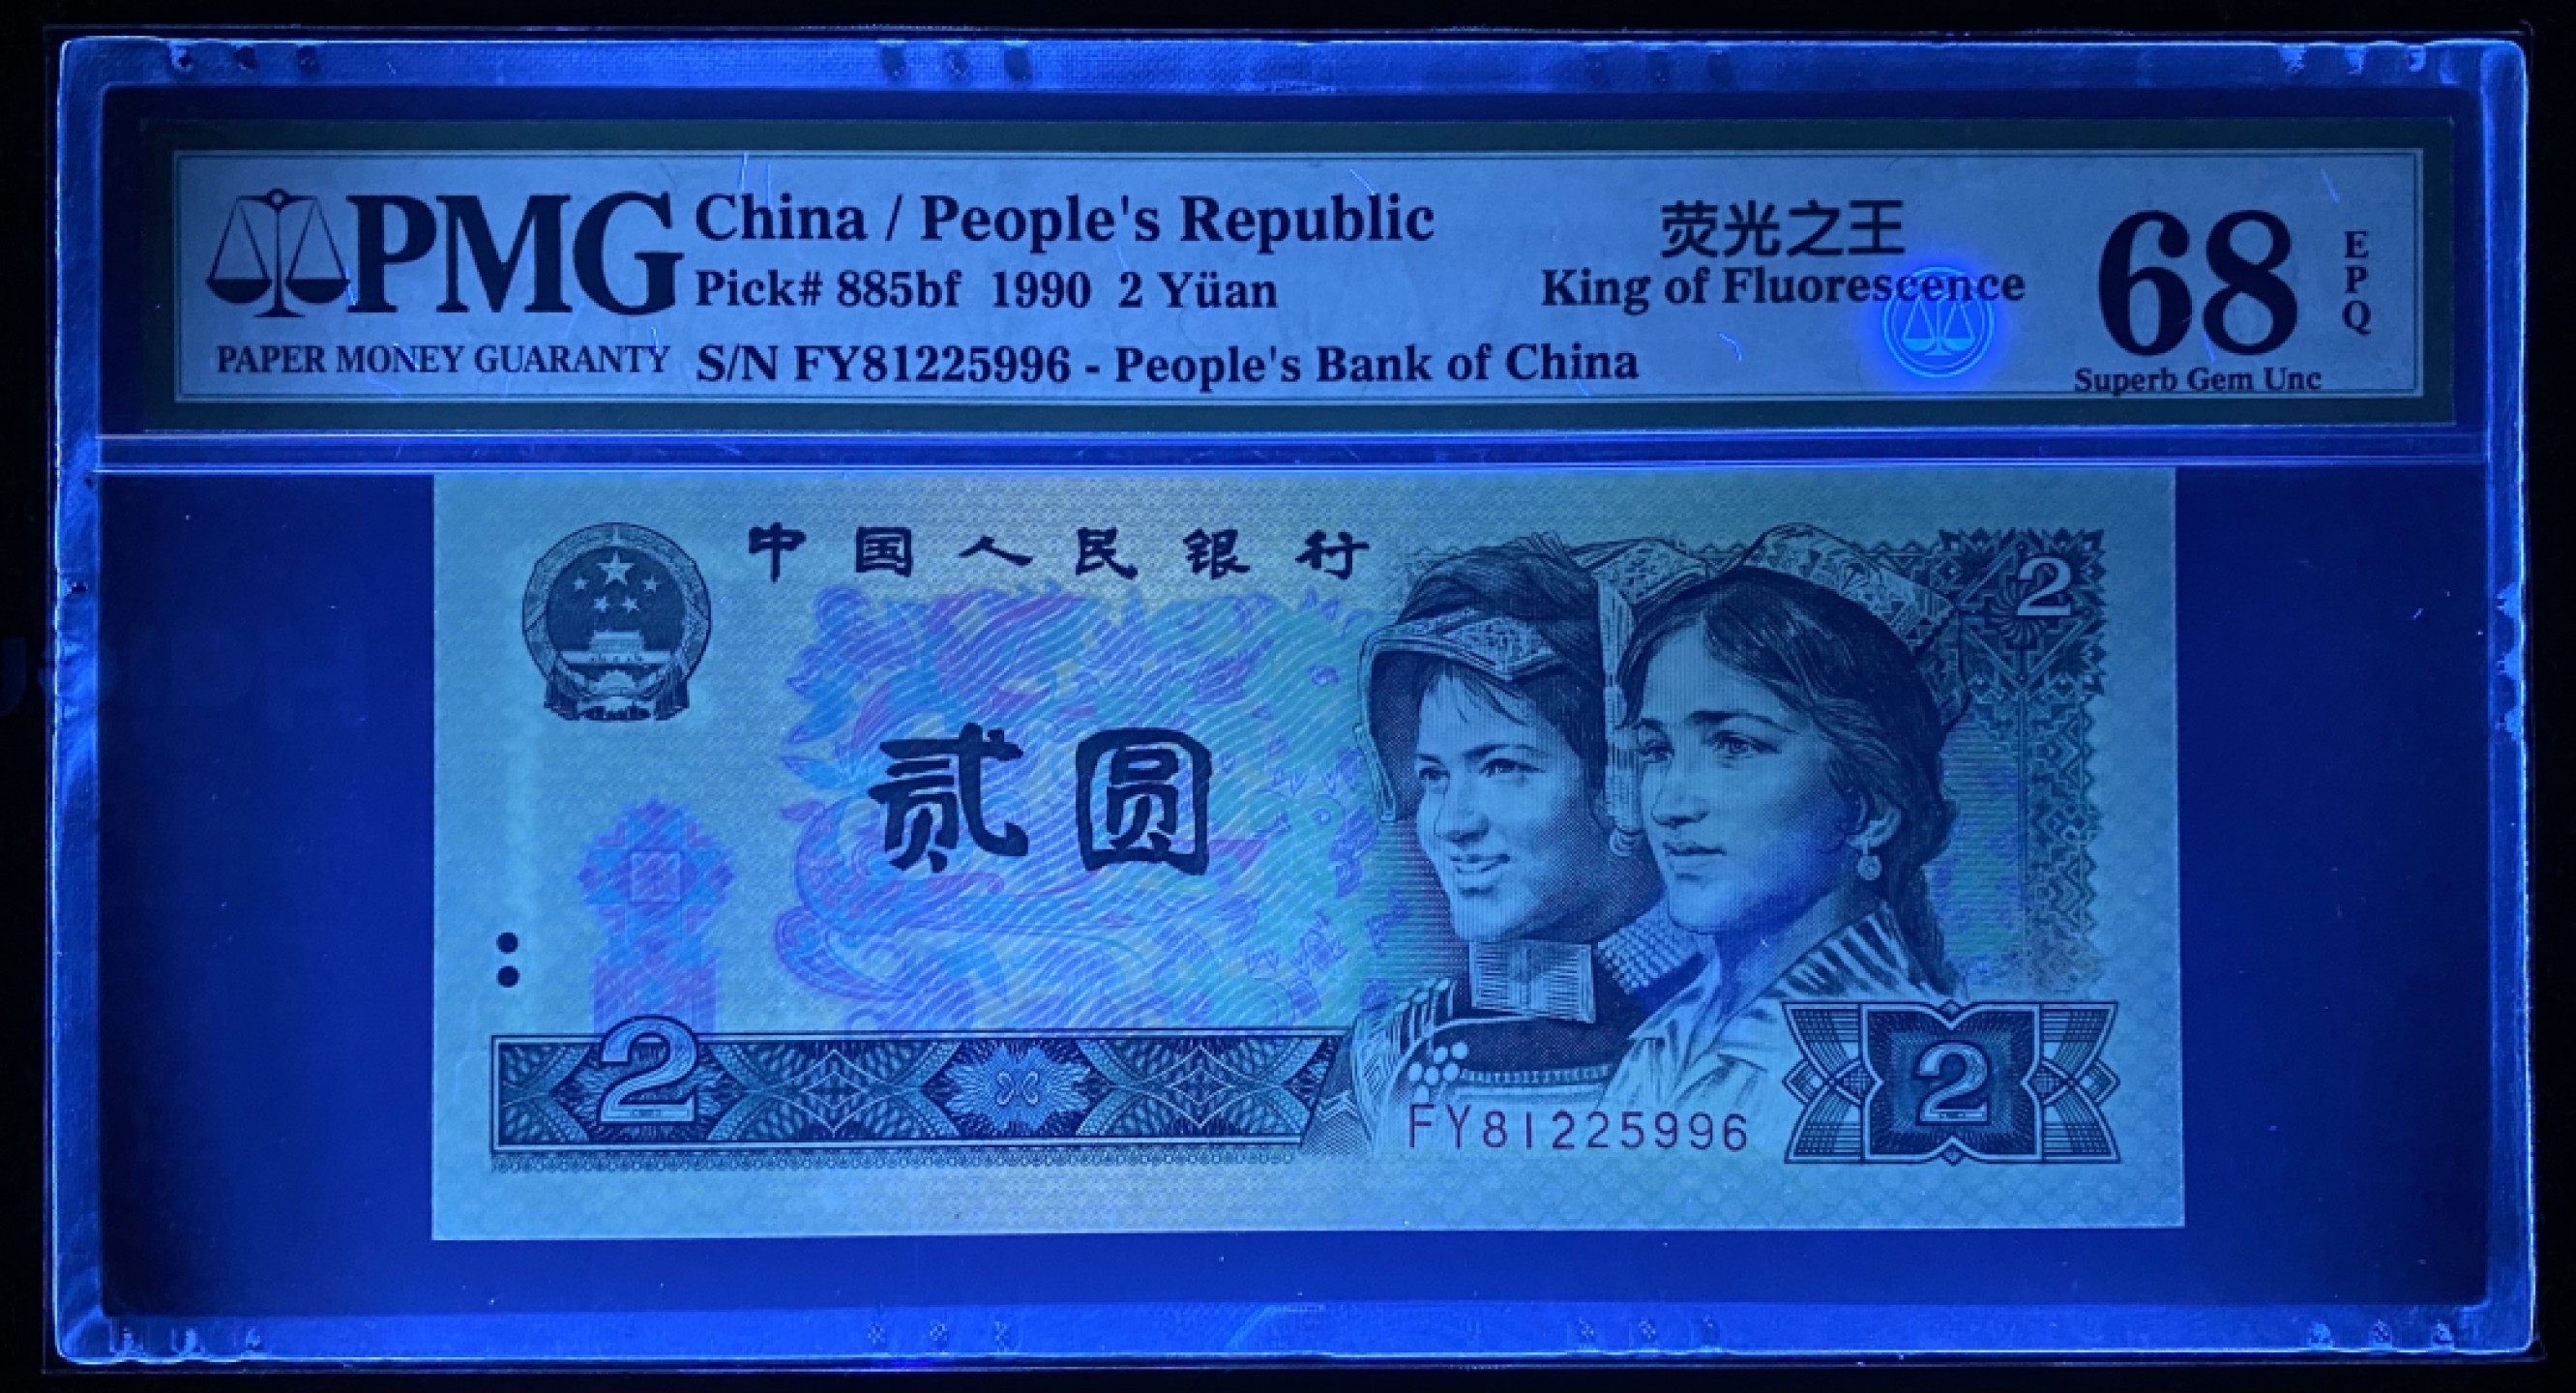 PMG
PAPER MONEY GUARANTY
China / People's Republic
Pick# 885bf 1990 2 Yüan
S/N FY81225996 - People's Bank of China
荧光之王
King of Fluorescence
68
EPQ
Superb Gem Unc
中国人民银行
2
贰圆
2
FY81225996
2